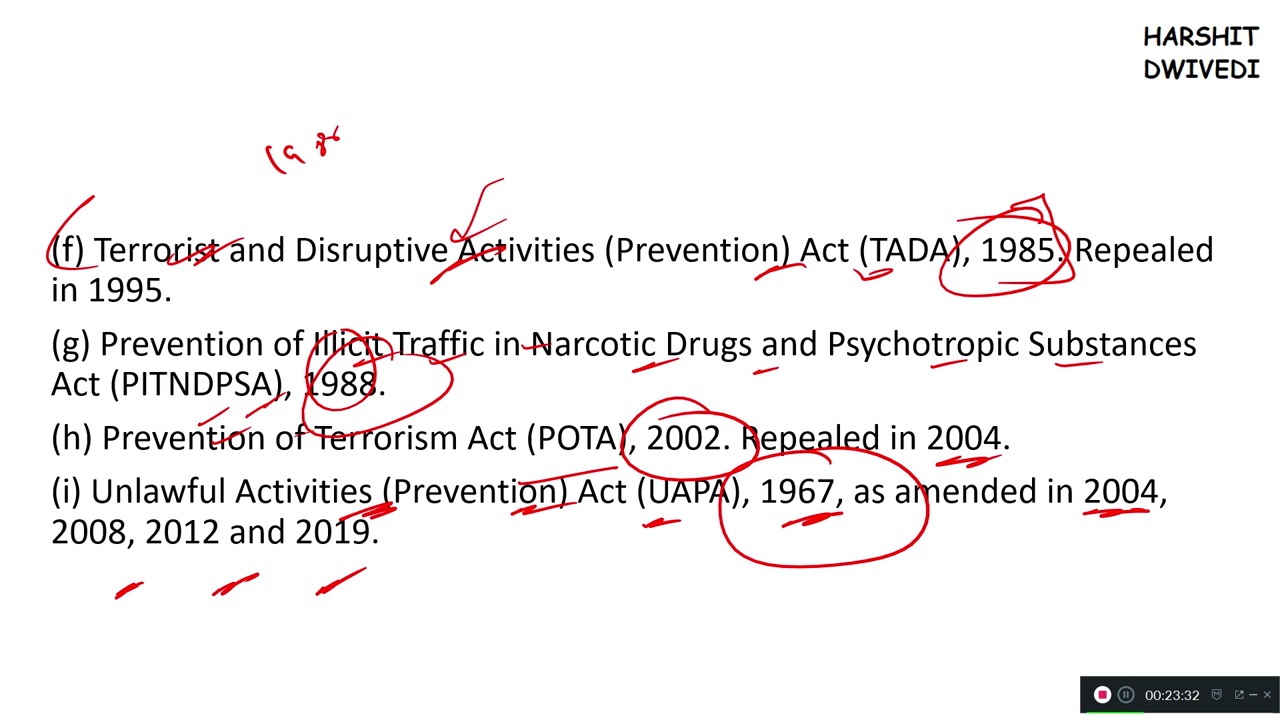 HARSHIT
DWIVEDI
(f) Terrorist and Disruptive Activities (Prevention) Act (TADA), 1985. Repealed
in 1995.
(g) Prevention of Illicit Traffic in Narcotic Drugs and Psychotropic Substances
Act (PITNDPSA), 1988.
(h) Prevention of Terrorism Act (POTA), 2002. Repealed in 2004.
(i) Unlawful Activities (Prevention) Act (UAPA), 1967, as amended in 2004,
2008, 2012 and 2019.
00:23:32